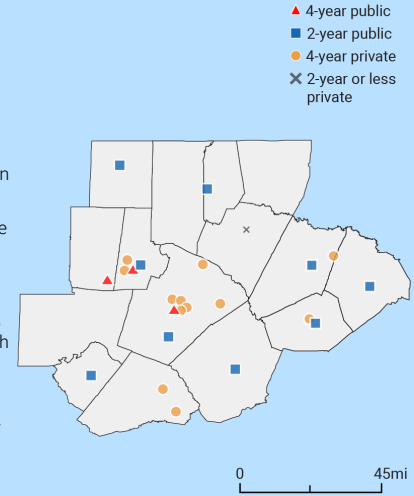 4-year public
2-year public
4-year private
2-year or less
private
n
e
h
0 45mi